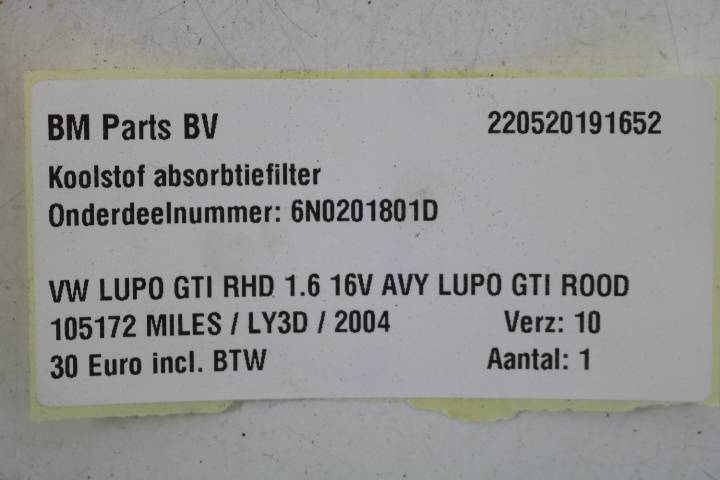 BM Parts BV 220520191652
Koolstof absorbtiefilter
Onderdeelnummer: 6N0201801D
VW LUPO GTI RHD 1.6 16V AVY LUPO GTI ROOD
105172 MILES / LY3D / 2004 Verz: 10
30 Euro incl. BTW Aantal: 1